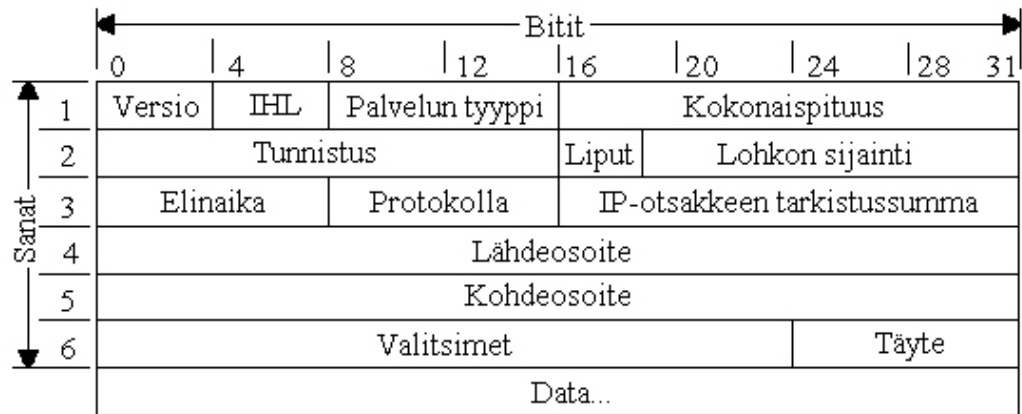 Bitit
0 4 8 12 16 20 24 28 31
Sanat
1 Versio IHL Palvelun tyyppi Kokonaispituus
2 Tunnistus Liput Lohkon sijainti
3 Elinaika Protokolla IP-otsakkeen tarkistussumma
4 Lähdeosoite
5 Kohdeosoite
6 Valitsimet Täyte
Data...